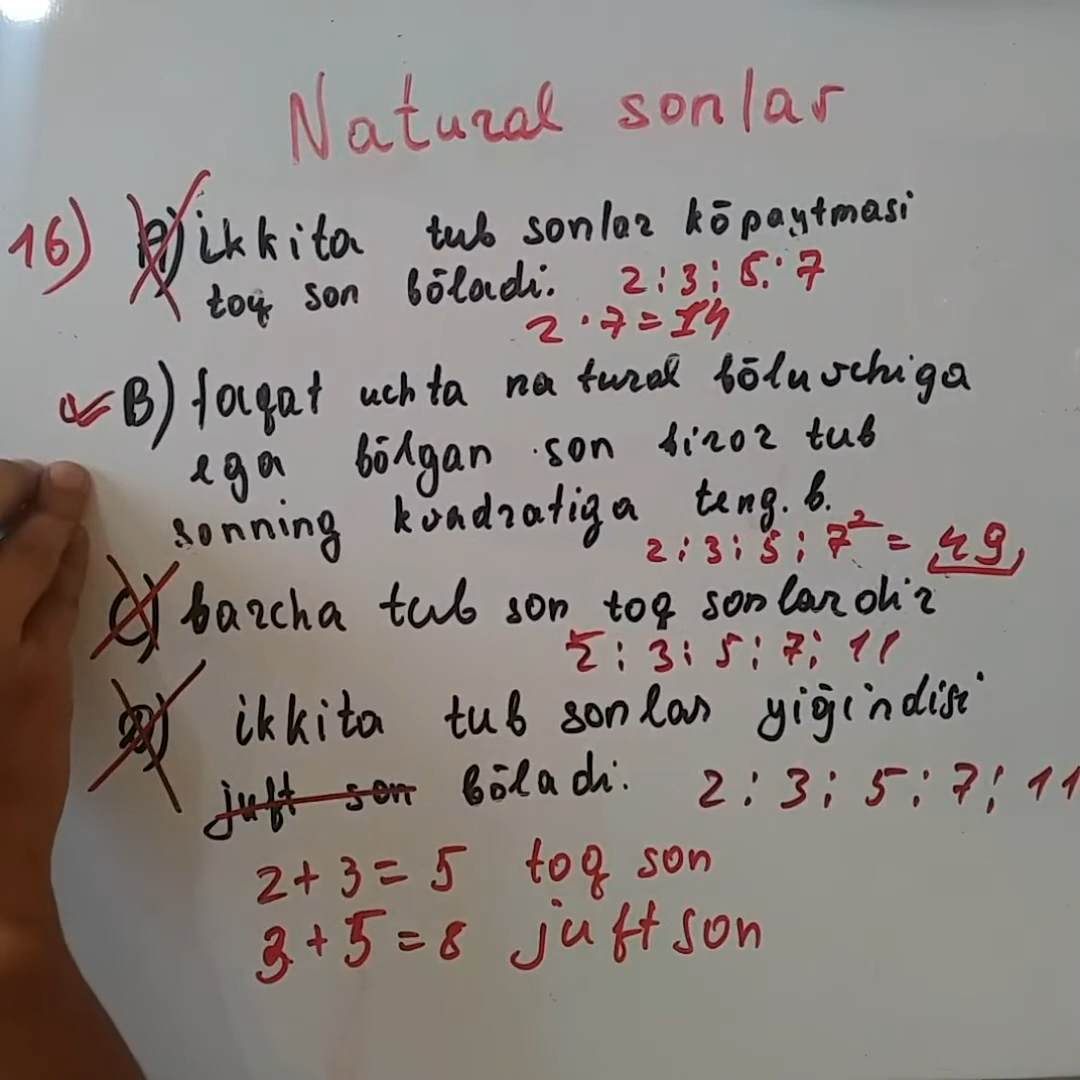 Natural sonlar
16) A) ikkita tub sonlar kōpaytmasi
toq son bōladi. 2; 3; 5; 7
2 · 7 = 14
B) faqat uchta natural bōluvchiga
ega bōlgan son biror tub
sonning kvadratiga teng. b.
2; 3; 5; 7² = 49
C) barcha tub son toq sonlardir
2; 3; 5; 7; 11
D) ikkita tub sonlar yiğindisi
juft son bōladi. 2; 3; 5; 7; 11
2 + 3 = 5 toq son
3 + 5 = 8 juft son